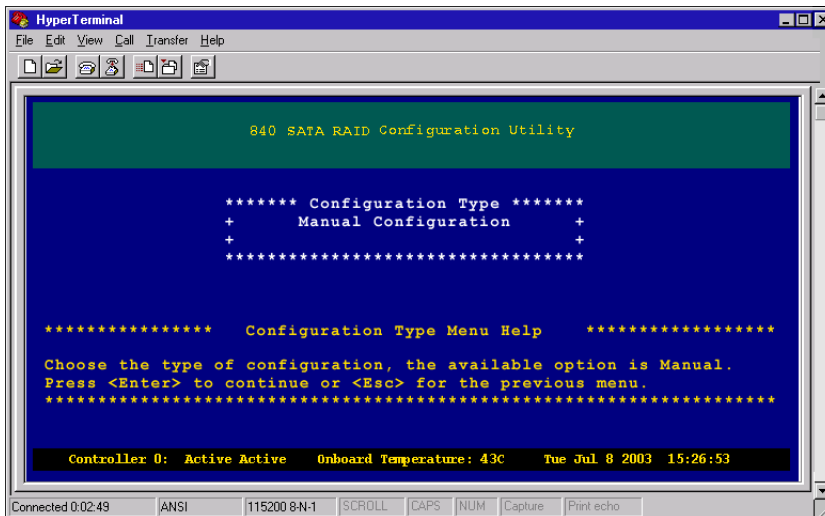 HyperTerminal
File Edit View Call Transfer Help
840 SATA RAID Configuration Utility
******* Configuration Type *******
+ Manual Configuration +
+ +
**********************************
**************** Configuration Type Menu Help ******************
Choose the type of configuration, the available option is Manual.
Press <Enter> to continue or <Esc> for the previous menu.
*********************************************************************
Controller 0: Active Active Onboard Temperature: 43C Tue Jul 8 2003 15:26:53
Connected 0:02:49 ANSI 115200 8-N-1 SCROLL CAPS NUM Capture Print echo